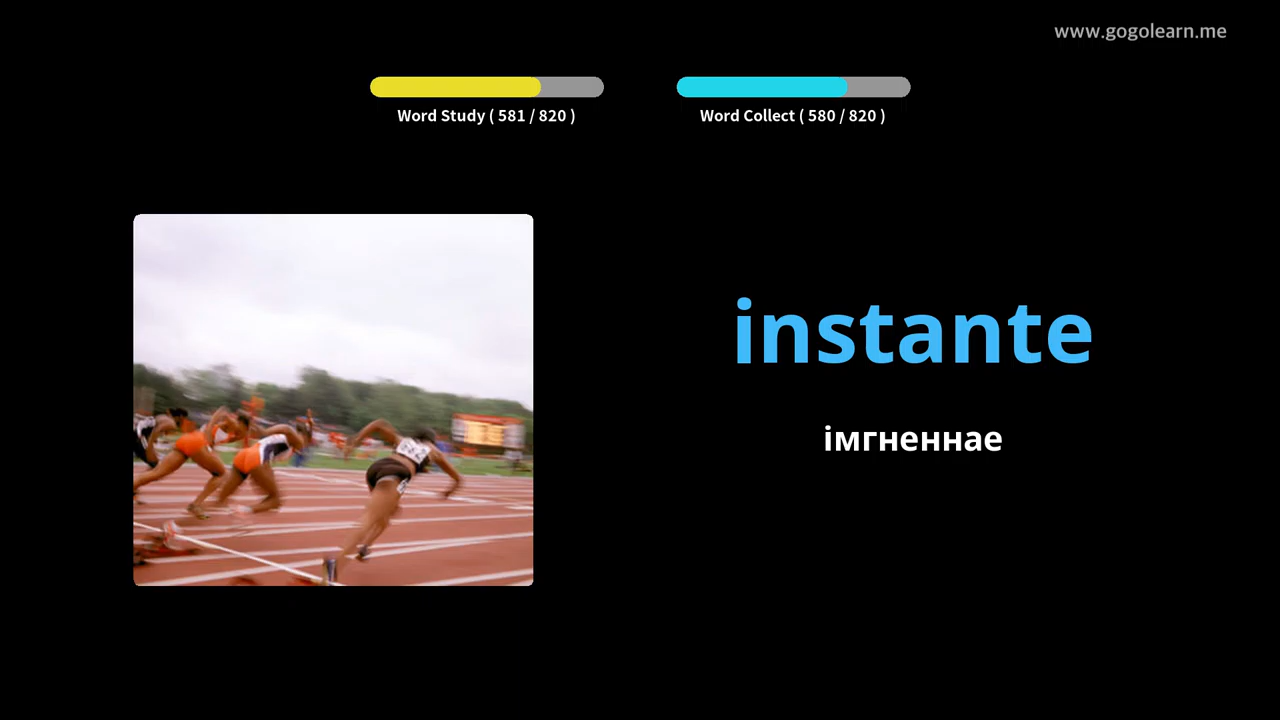 www.gogolearn.me
Word Study ( 581 / 820 )
Word Collect ( 580 / 820 )
instante
імгненнае